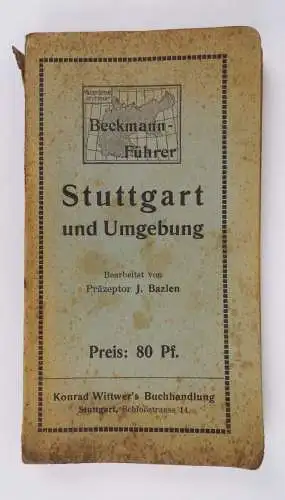 Beckmann-
Führer
Stuttgart
und Umgebung
Bearbeitet von
Präzeptor J. Bazlen
Preis: 80 Pf.
Konrad Wittwer's Buchhandlung
Stuttgart, Schloßstrasse 14.